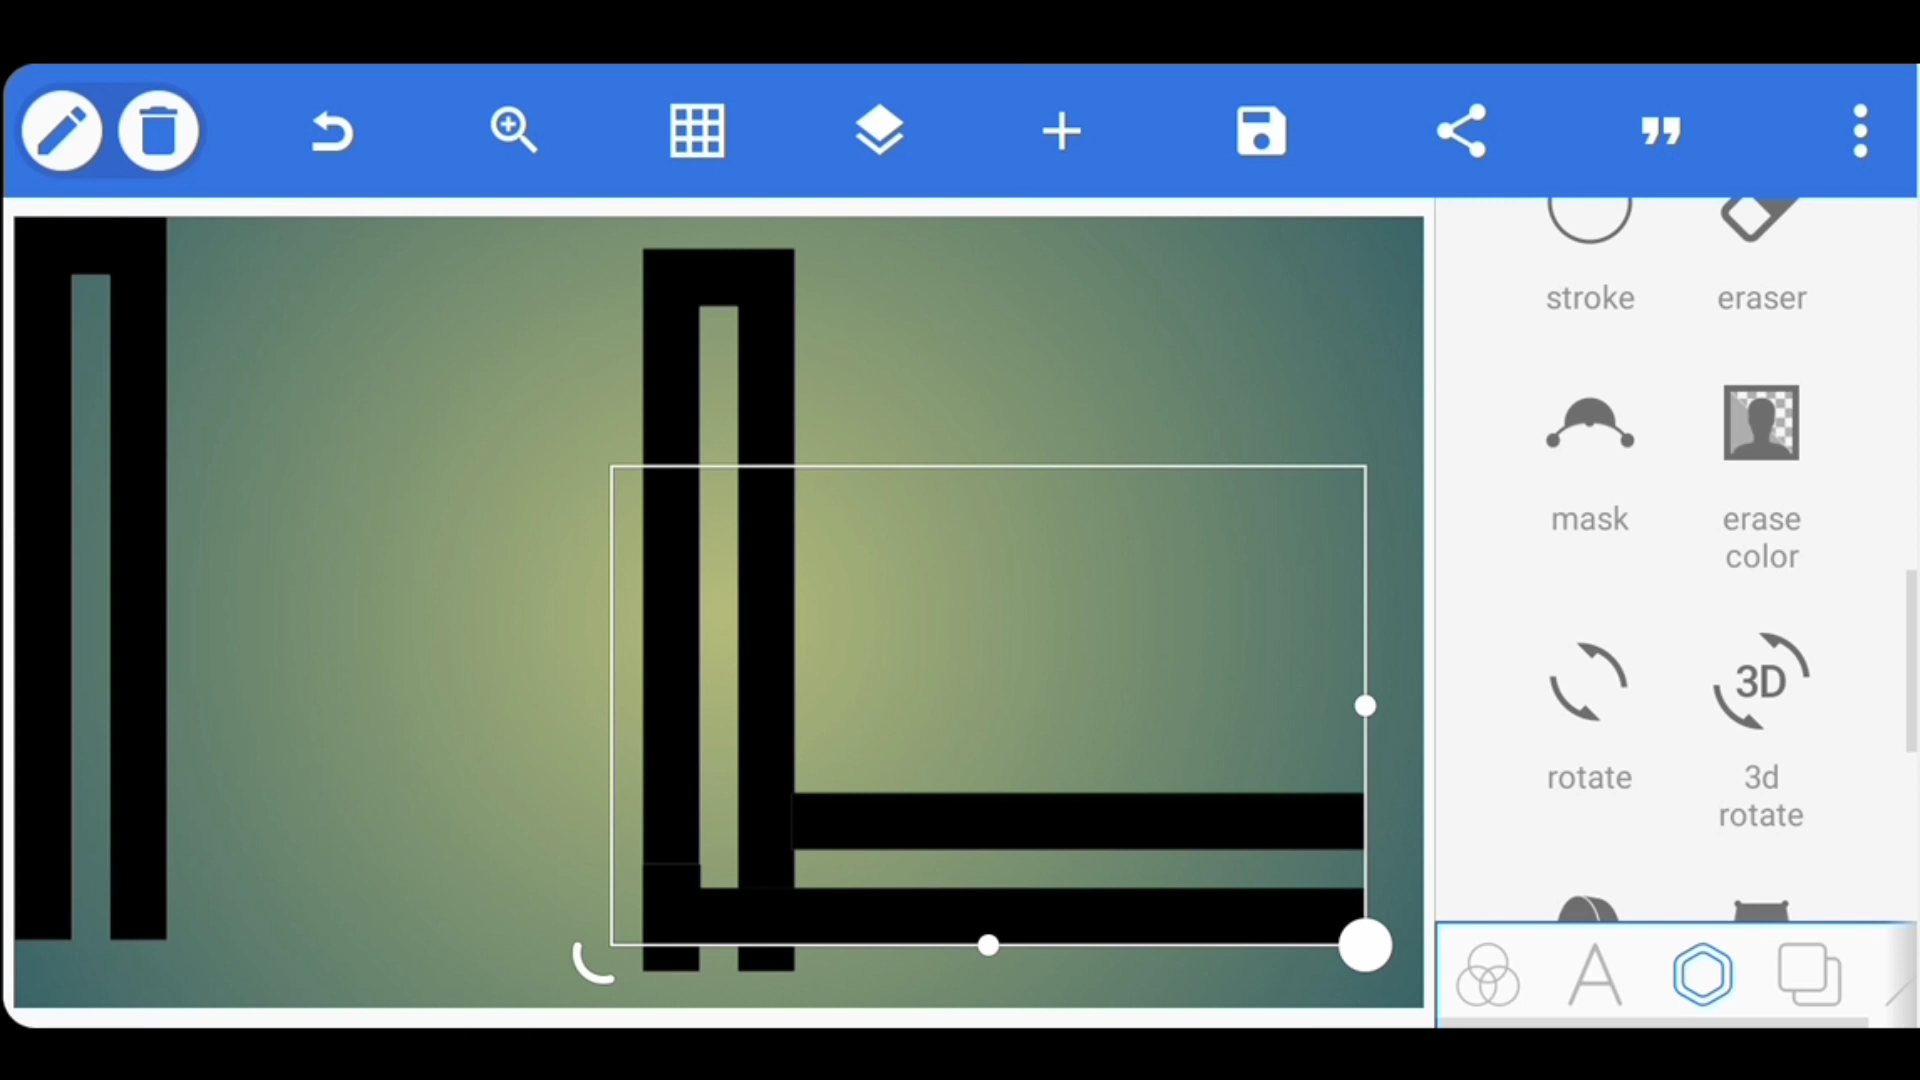 stroke
eraser
mask
erase
color
rotate
3D
3d
rotate